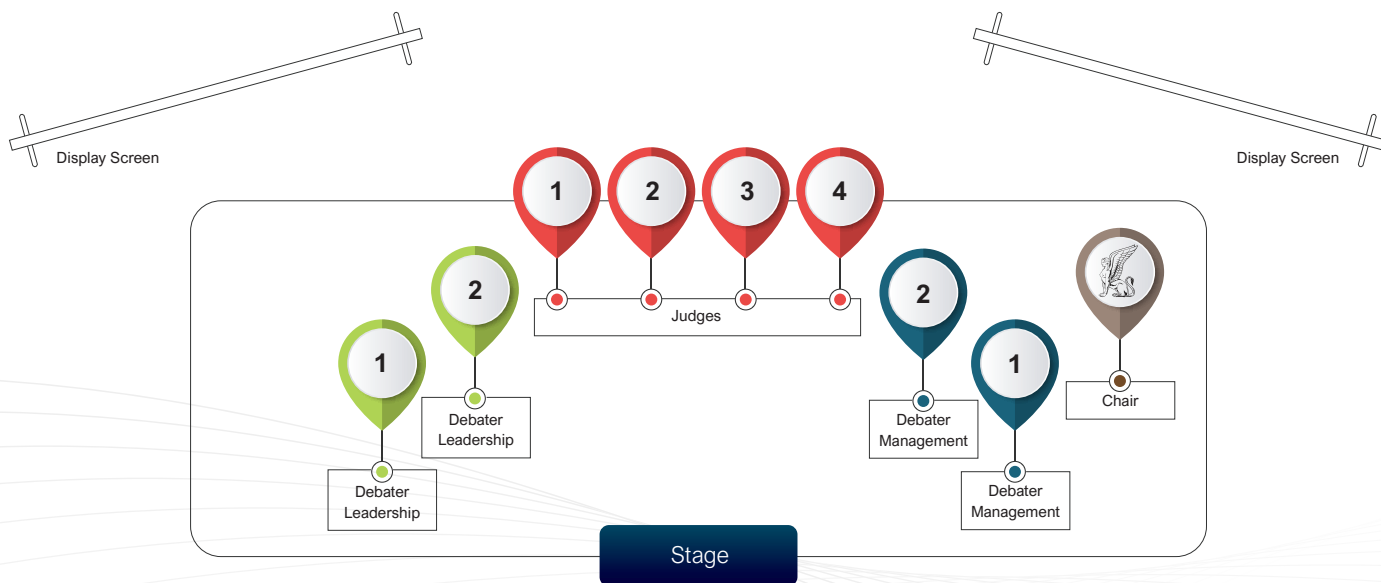 Display Screen
Display Screen
1
2
3
4
Judges
2
Debater
Leadership
1
Debater
Leadership
2
Debater
Management
1
Debater
Management
Chair
Stage